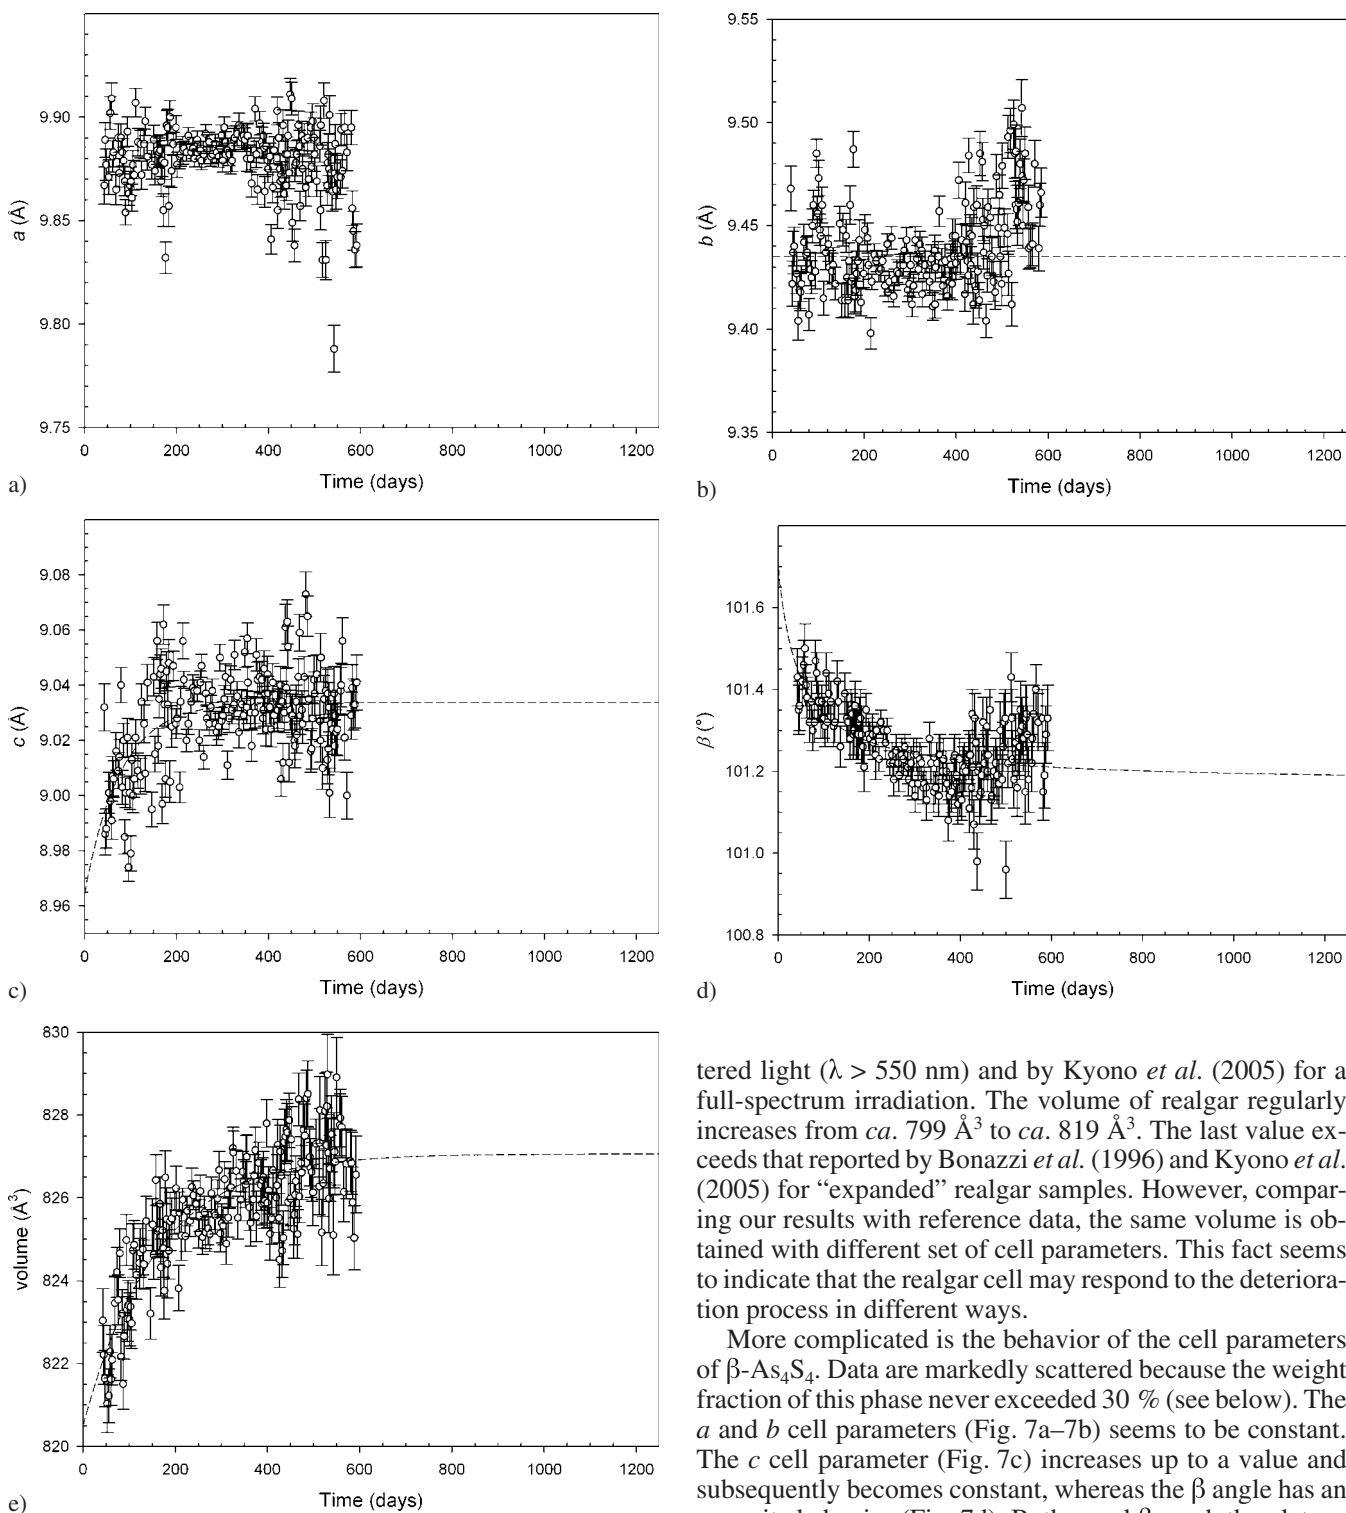 9.90
9.85
9.80
9.75
a (Å)
0 200 400 600 800 1000 1200
Time (days)
a)
9.55
9.50
9.45
9.40
9.35
b (Å)
0 200 400 600 800 1000 1200
Time (days)
b)
9.08
9.06
9.04
9.02
9.00
8.98
8.96
c (Å)
0 200 400 600 800 1000 1200
Time (days)
c)
101.6
101.4
101.2
101.0
100.8
β (°)
0 200 400 600 800 1000 1200
Time (days)
d)
830
828
826
824
822
820
volume (Å³)
0 200 400 600 800 1000 1200
Time (days)
e)
tered light (λ > 550 nm) and by Kyono et al. (2005) for a
full-spectrum irradiation. The volume of realgar regularly
increases from ca. 799 Å³ to ca. 819 Å³. The last value ex-
ceeds that reported by Bonazzi et al. (1996) and Kyono et al.
(2005) for “expanded” realgar samples. However, compar-
ing our results with reference data, the same volume is ob-
tained with different set of cell parameters. This fact seems
to indicate that the realgar cell may respond to the deteriora-
tion process in different ways.
More complicated is the behavior of the cell parameters
of β-As₄S₄. Data are markedly scattered because the weight
fraction of this phase never exceeded 30 % (see below). The
a and b cell parameters (Fig. 7a–7b) seems to be constant.
The c cell parameter (Fig. 7c) increases up to a value and
subsequently becomes constant, whereas the β angle has an